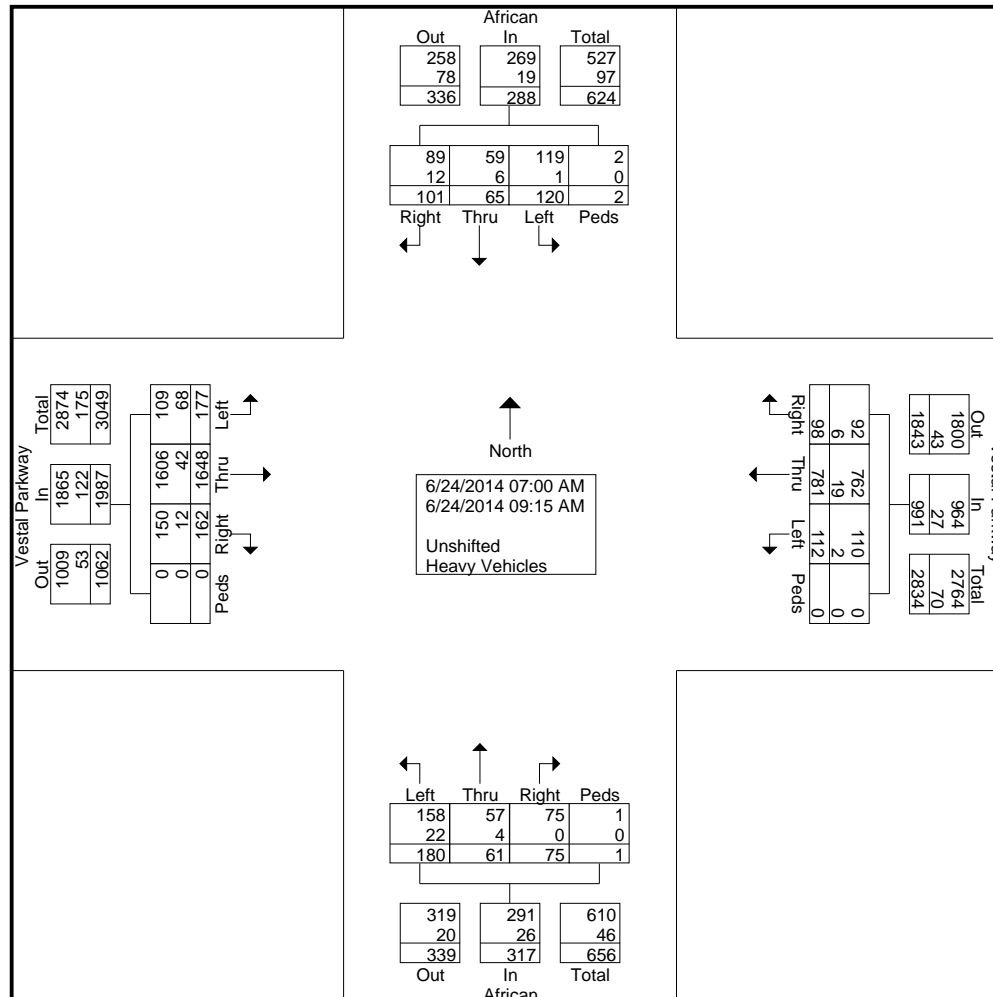 African
Out In Total
258 269 527
78 19 97
336 288 624
89 59 119 2
12 6 1 0
101 65 120 2
Right Thru Left Peds
Vestal Parkway
Total In Out
2874 1865 1009
175 122 53
3049 1987 1062
109 1606 150 0
68 42 12 0
177 1648 162 0
Left Thru Right Peds
North
6/24/2014 07:00 AM
6/24/2014 09:15 AM
Unshifted
Heavy Vehicles
Right Thru Left Peds
98 781 112 0
6 19 2 0
92 762 110 0
1843 991 2834
43 27 70
1800 964 2764
Out In Total
Vestal Parkway
Left Thru Right Peds
158 57 75 1
22 4 0 0
180 61 75 1
319 291 610
20 26 46
339 317 656
Out In Total
African